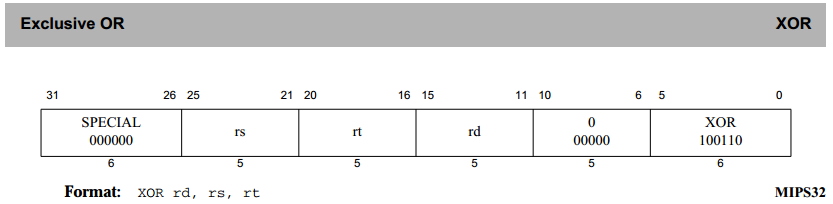 Exclusive OR XOR
31 26 25 21 20 16 15 11 10 6 5 0
SPECIAL 0 XOR
rs rt rd
000000 00000 100110
6 5 5 5 5 6
Format: XOR rd, rs, rt MIPS32